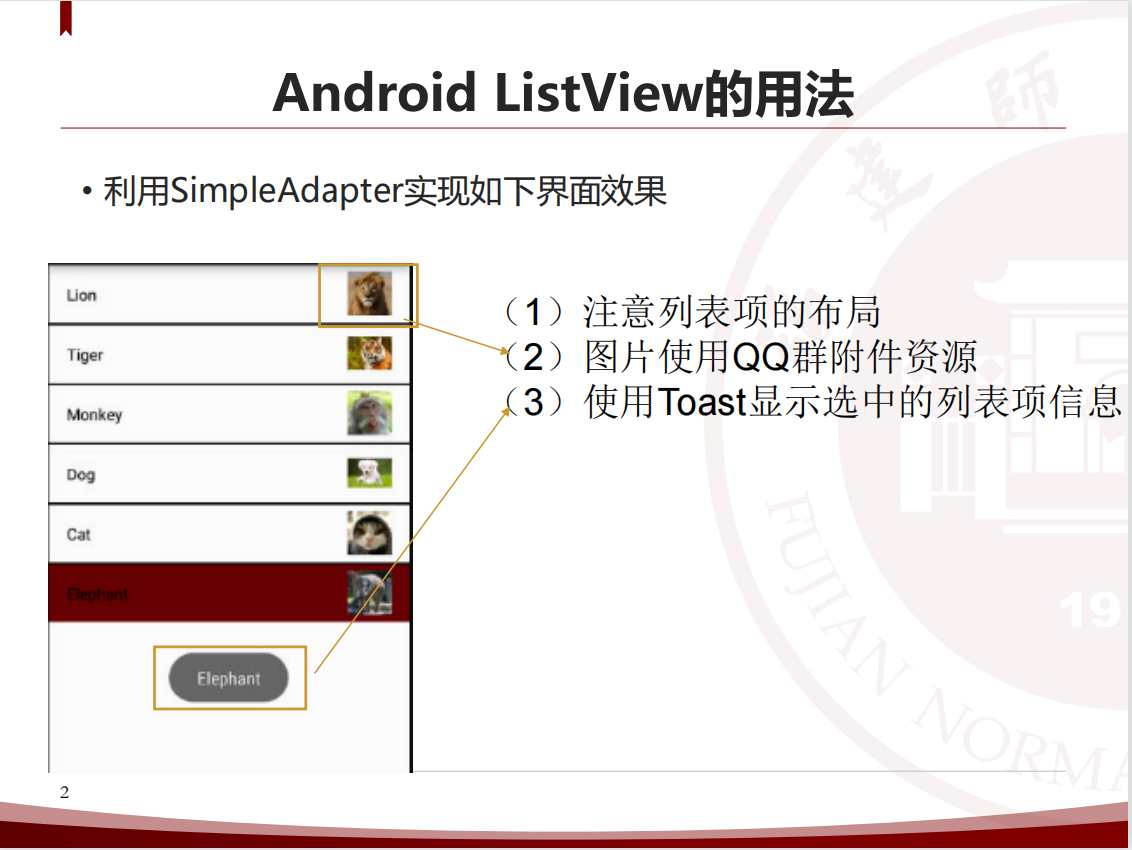 Android ListView的用法
• 利用SimpleAdapter实现如下界面效果
Lion
Tiger
Monkey
Dog
Cat
Elephant
Elephant
（1）注意列表项的布局
（2）图片使用QQ群附件资源
（3）使用Toast显示选中的列表项信息
師
建
FUJIAN NORMA
19
2